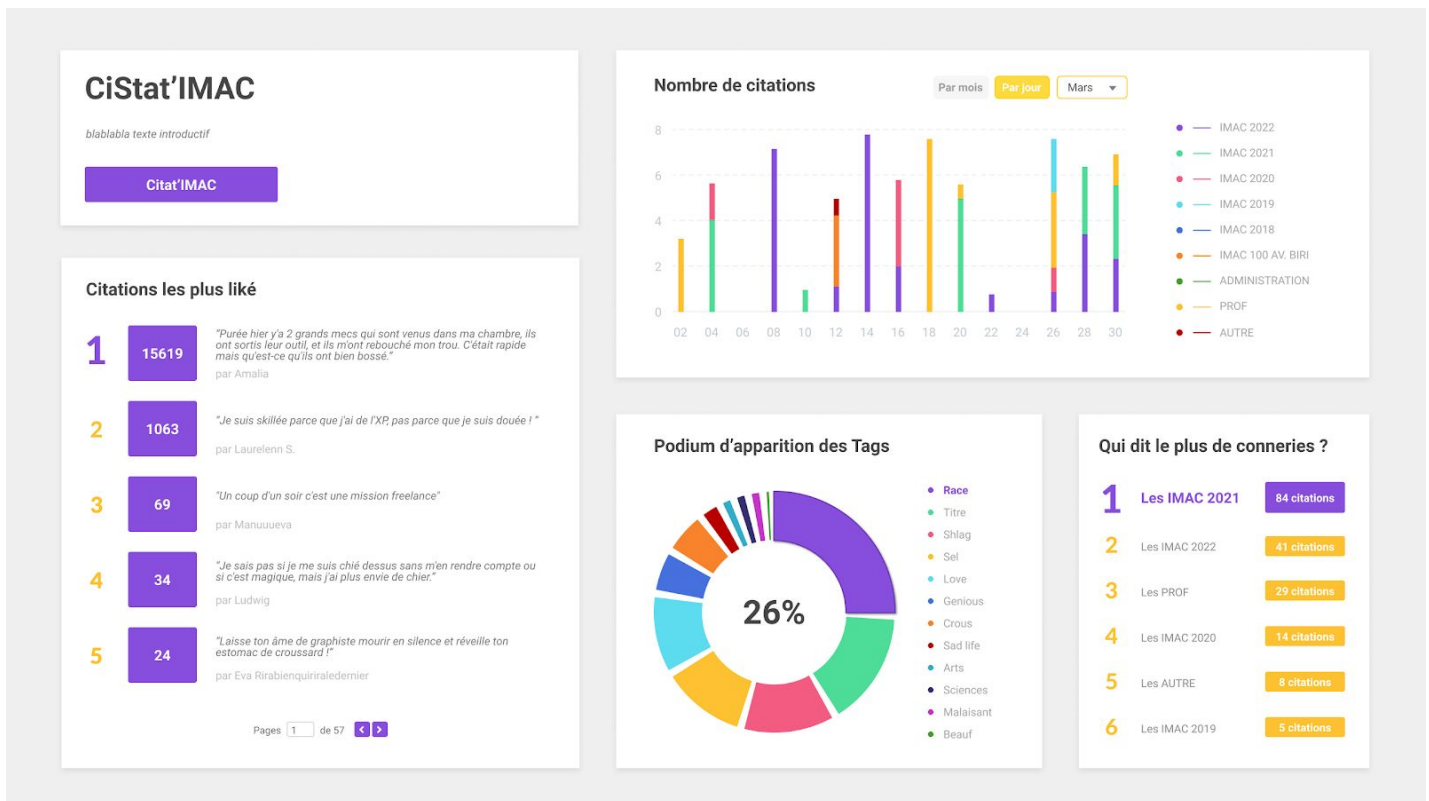 CiStat'IMAC
blablabla texte introductif
Citat'IMAC
Citations les plus liké
1
15619
"Purée hier y'a 2 grands mecs qui sont venus dans ma chambre, ils
ont sortis leur outil, et ils m'ont rebouché mon trou. C'était rapide
mais qu'est-ce qu'ils ont bien bossé."
par Amalia
2
1063
"Je suis skillée parce que j'ai de l'XP, pas parce que je suis douée ! "
par Laurelenn S.
3
69
"Un coup d'un soir c'est une mission freelance"
par Manuuueva
4
34
"Je sais pas si je me suis chié dessus sans m'en rendre compte ou
si c'est magique, mais j'ai plus envie de chier."
par Ludwig
5
24
"Laisse ton âme de graphiste mourir en silence et réveille ton
estomac de croussard !"
par Eva Rirabienquiriraledernier
Pages 1 de 57 < >
Nombre de citations
Par mois Par jour Mars
8
6
4
2
0
02 04 06 08 10 12 14 16 18 20 22 24 26 28 30
IMAC 2022
IMAC 2021
IMAC 2020
IMAC 2019
IMAC 2018
IMAC 100 AV. BIRI
ADMINISTRATION
PROF
AUTRE
Podium d'apparition des Tags
26%
Race
Titre
Shlag
Sel
Love
Genious
Crous
Sad life
Arts
Sciences
Malaisant
Beauf
Qui dit le plus de conneries ?
1 Les IMAC 2021 84 citations
2 Les IMAC 2022 41 citations
3 Les PROF 29 citations
4 Les IMAC 2020 14 citations
5 Les AUTRE 8 citations
6 Les IMAC 2019 5 citations